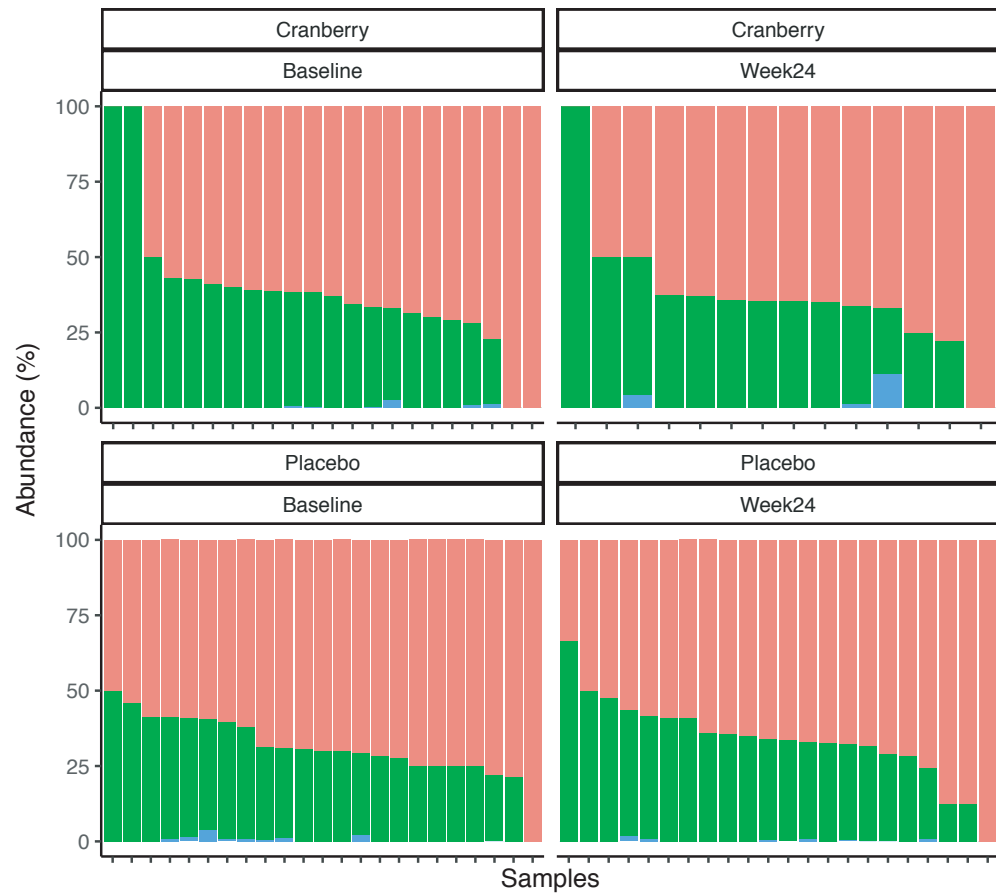 Cranberry
Baseline
Cranberry
Week24
100
75
50
25
0
Placebo
Baseline
Placebo
Week24
100
75
50
25
0
Abundance (%)
Samples